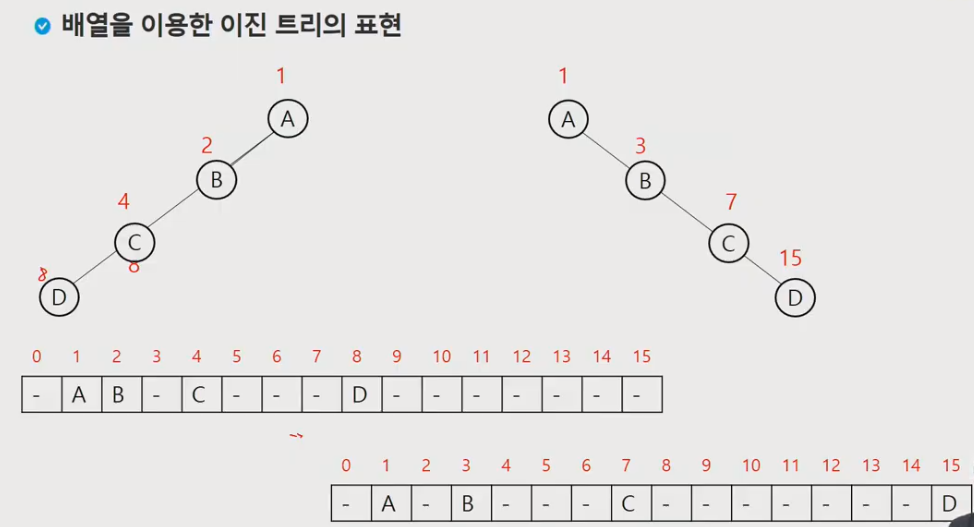 배열을 이용한 이진 트리의 표현
1 1
A A
2 3
B B
4 7
C C
8 15
8
D D
0 1 2 3 4 5 6 7 8 9 10 11 12 13 14 15
- A B - C - - - D - - - - - - -
0 1 2 3 4 5 6 7 8 9 10 11 12 13 14 15
- A - B - - - C - - - - - - - D